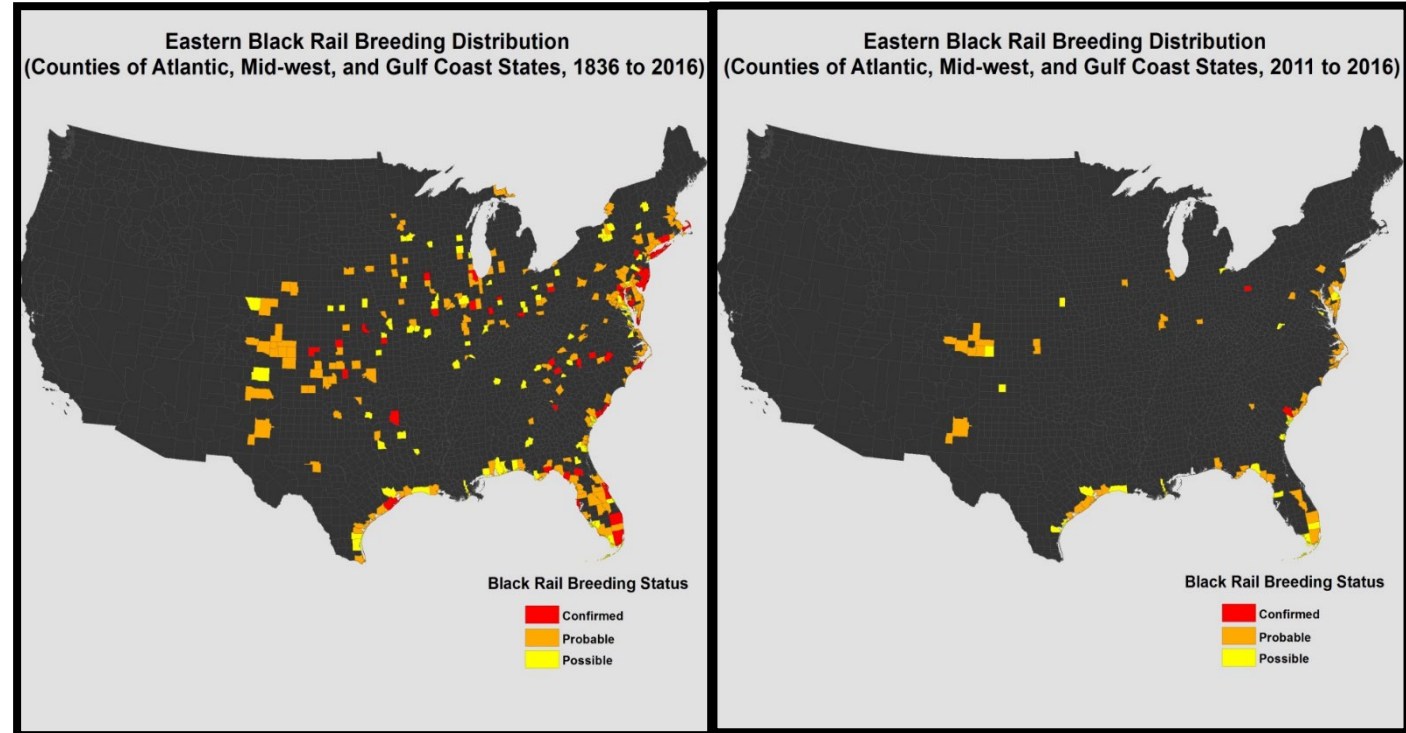 Eastern Black Rail Breeding Distribution
(Counties of Atlantic, Mid-west, and Gulf Coast States, 1836 to 2016)
Black Rail Breeding Status
Confirmed
Probable
Possible
Eastern Black Rail Breeding Distribution
(Counties of Atlantic, Mid-west, and Gulf Coast States, 2011 to 2016)
Black Rail Breeding Status
Confirmed
Probable
Possible